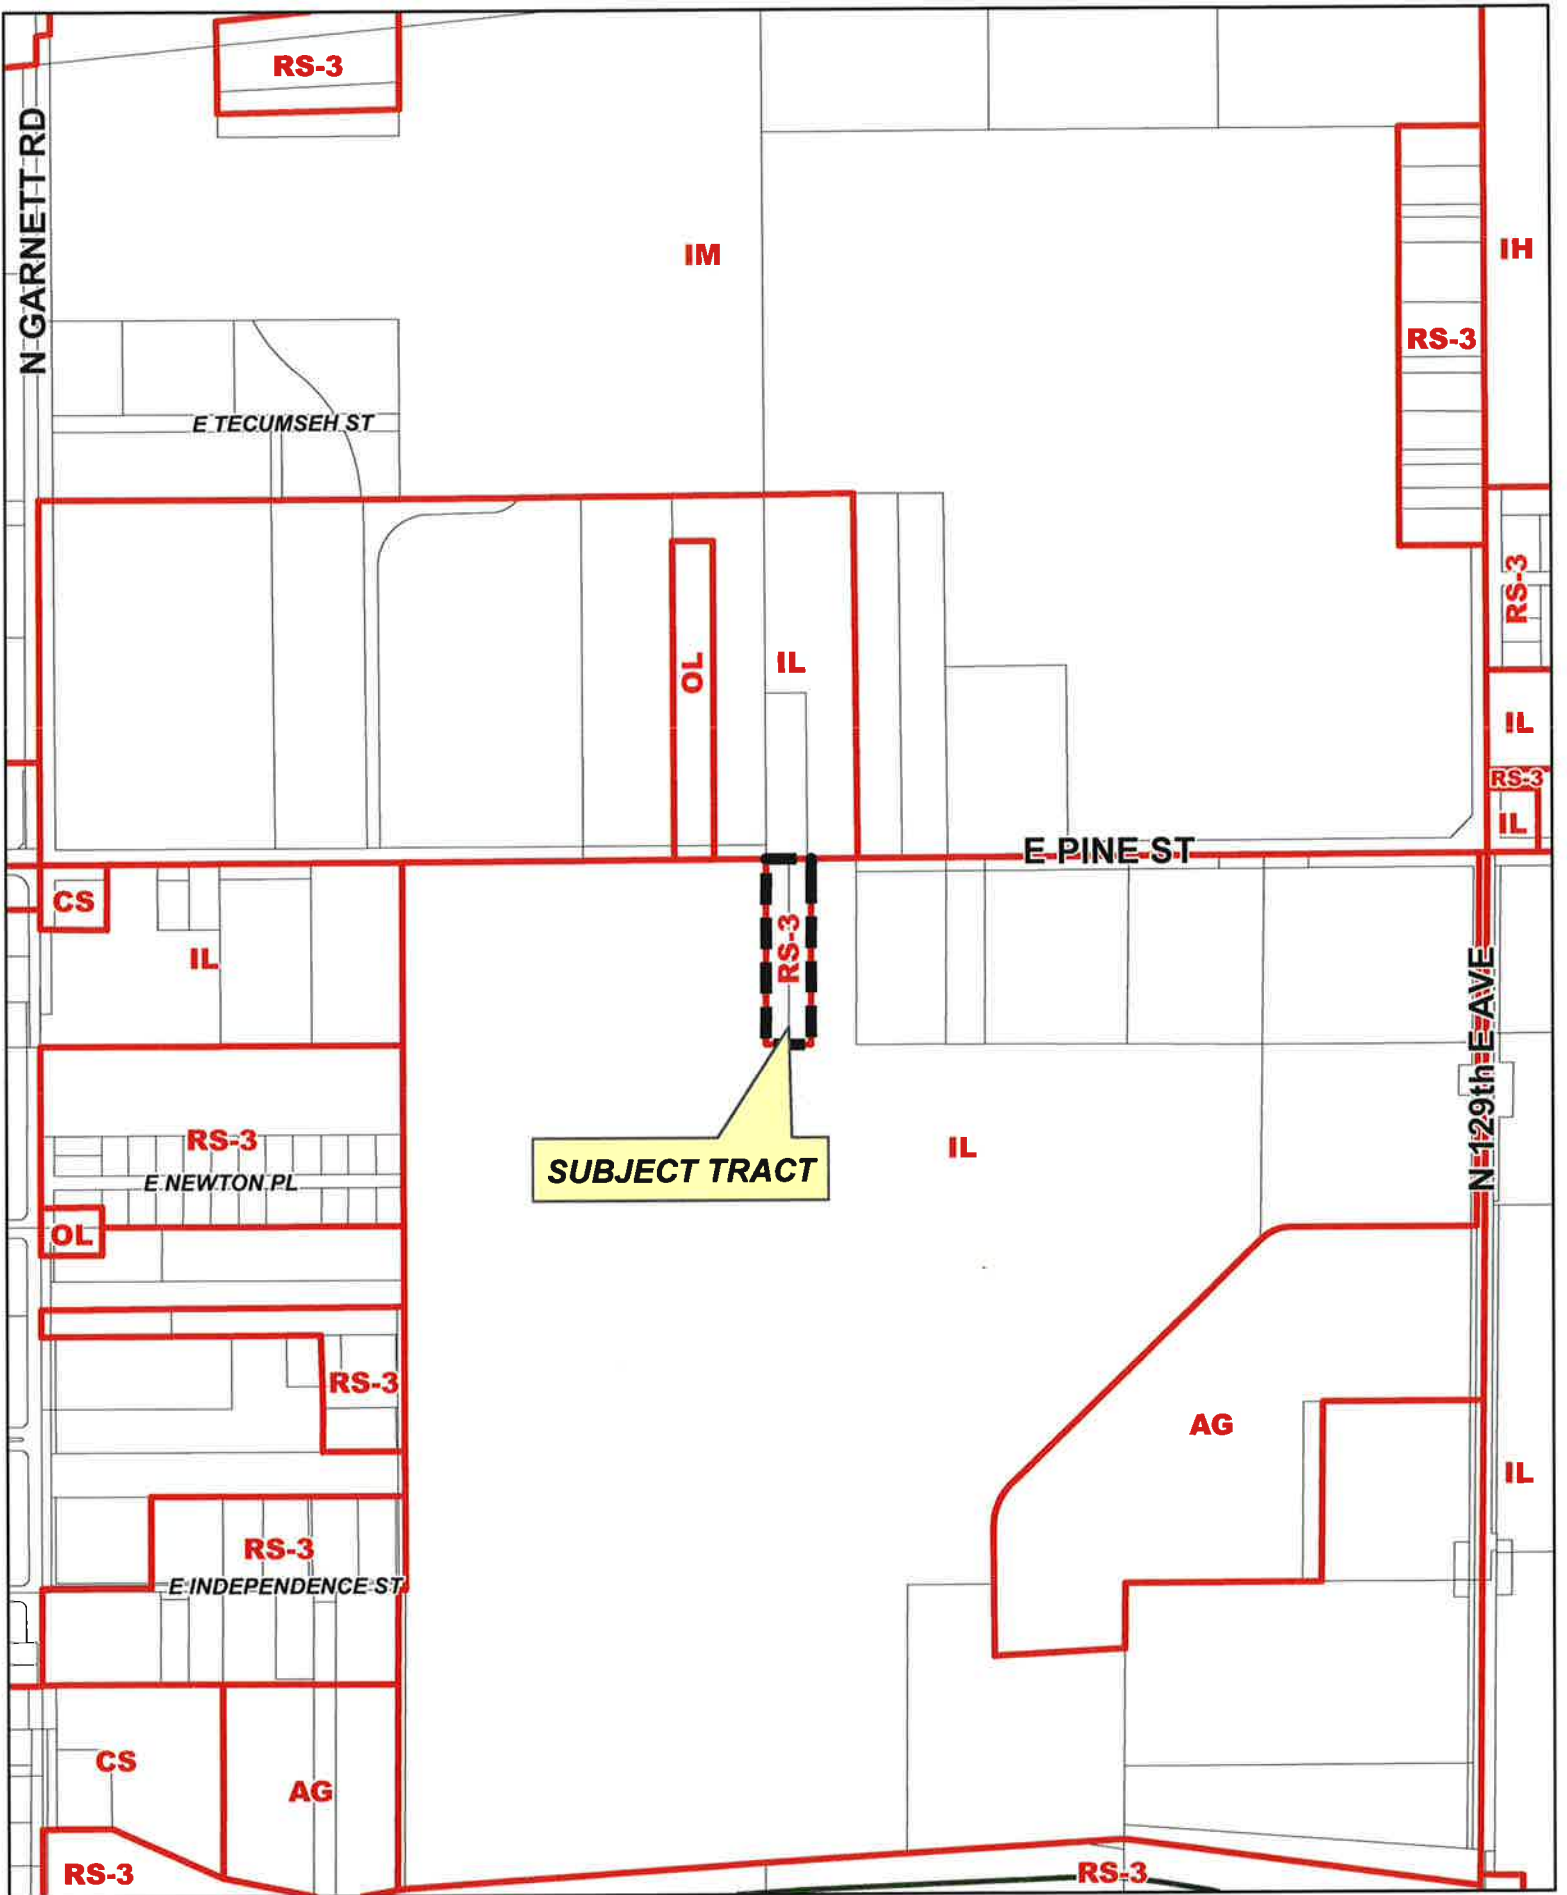 RS-3
N GARNETT RD
IM
IH
RS-3
E TECUMSEH ST
RS-3
OL
IL
IL
RS-3
IL
E PINE ST
CS
RS-3
IL
N 129th E AVE
RS-3
IL
SUBJECT TRACT
E NEWTON PL
OL
RS-3
AG
IL
RS-3
E INDEPENDENCE ST
CS
AG
RS-3
RS-3